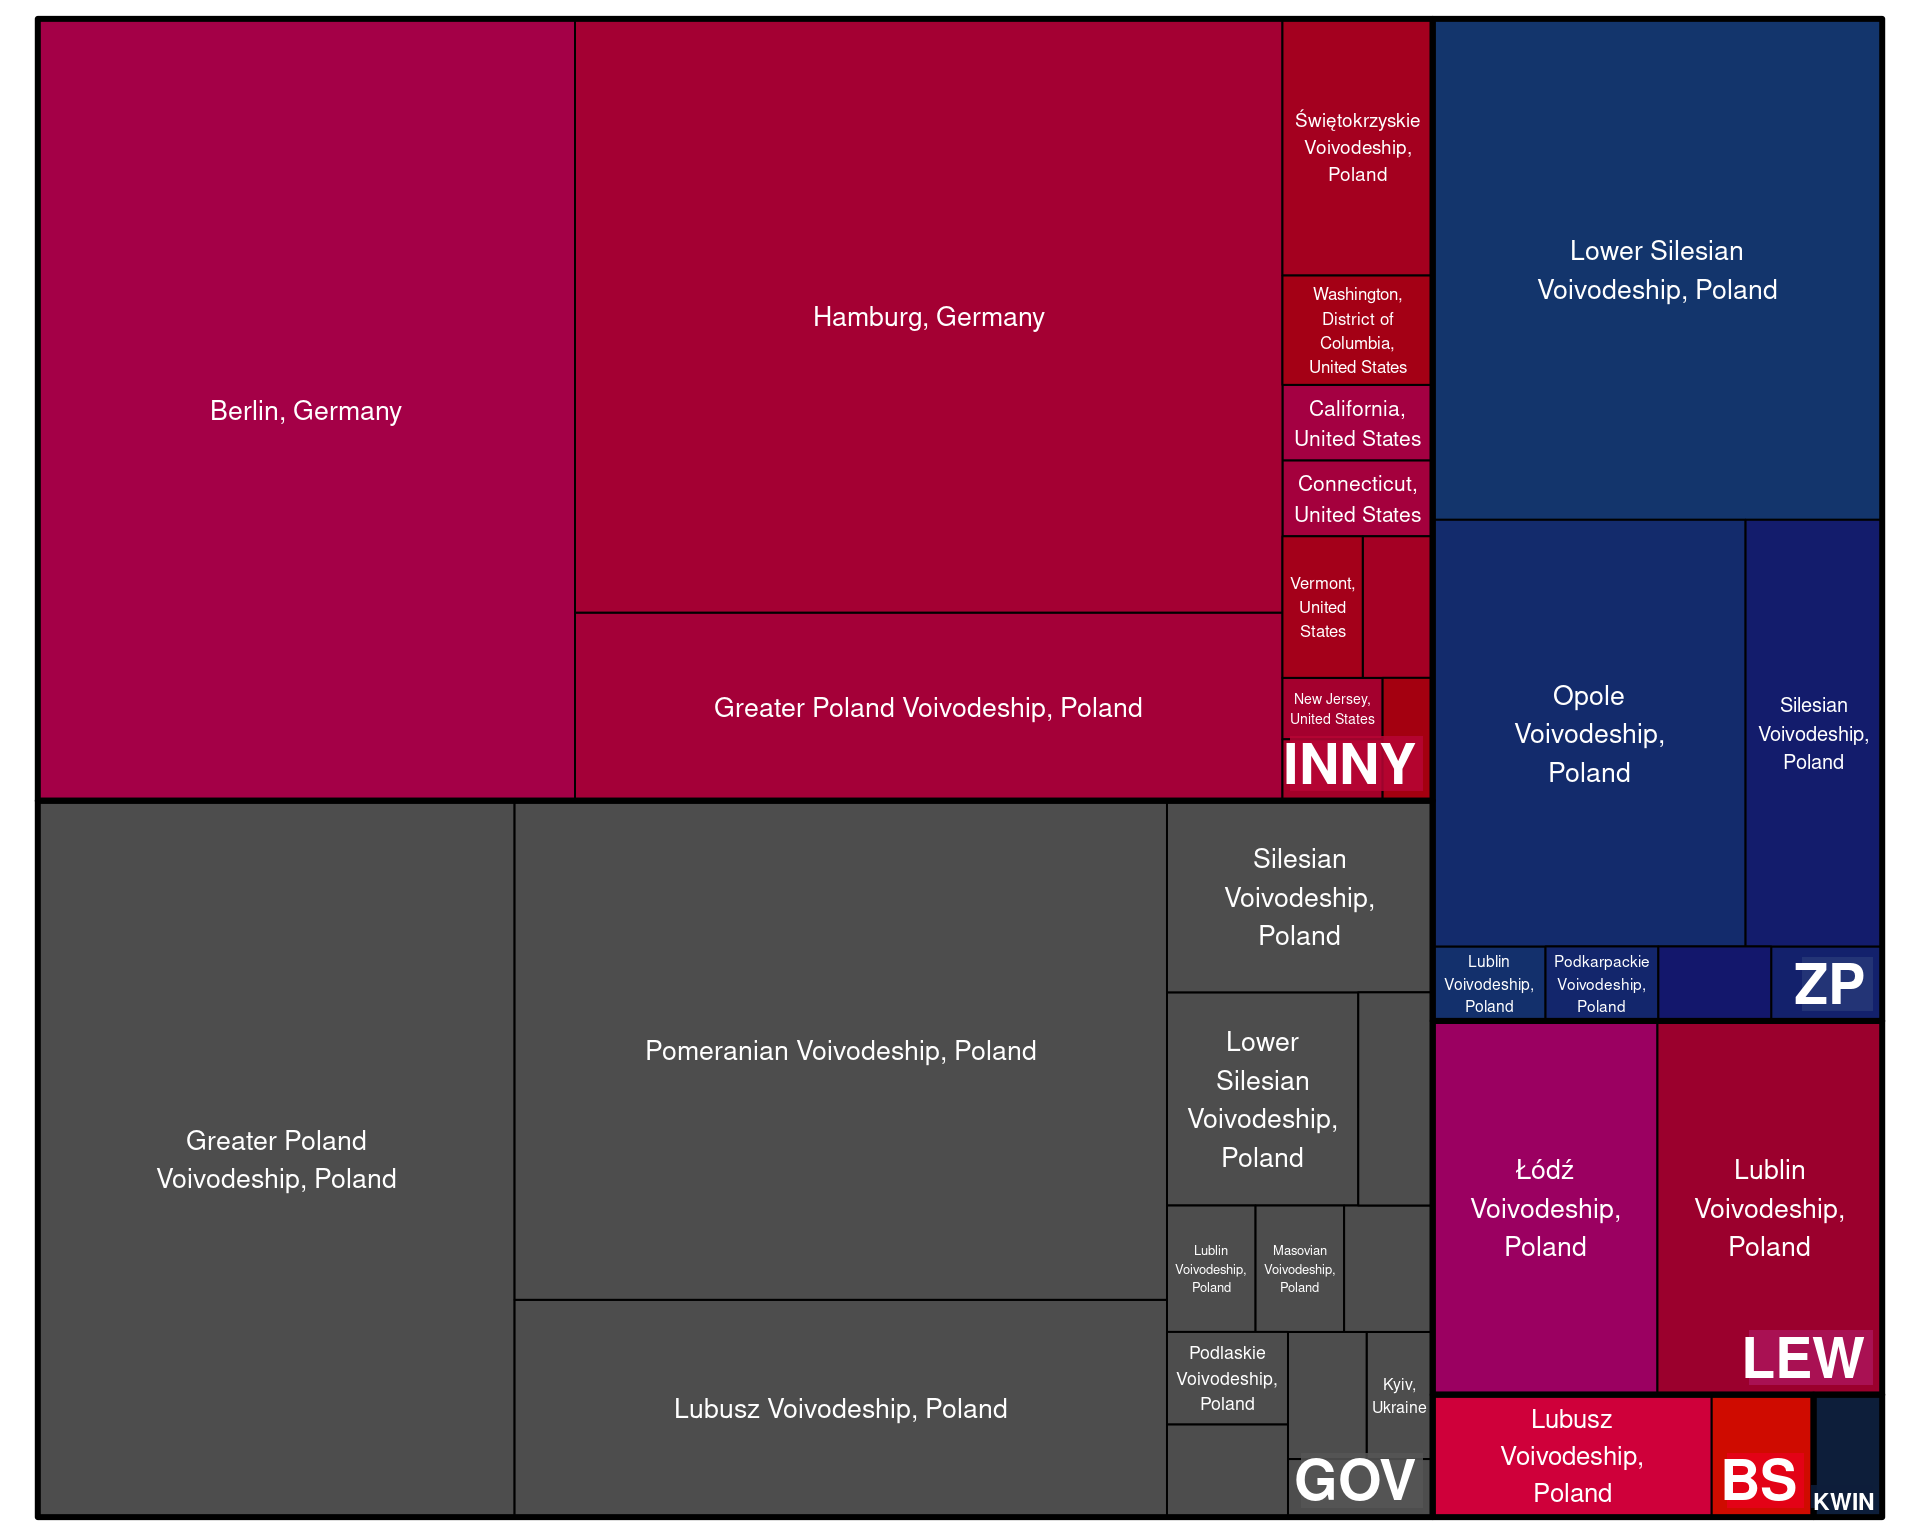 Berlin, Germany
Hamburg, Germany
Greater Poland Voivodeship, Poland
Świętokrzyskie
Voivodeship,
Poland
Washington,
District of
Columbia,
United States
California,
United States
Connecticut,
United States
Vermont,
United
States
New Jersey,
United States
INNY
Greater Poland
Voivodeship, Poland
Pomeranian Voivodeship, Poland
Lubusz Voivodeship, Poland
Silesian
Voivodeship,
Poland
Lower
Silesian
Voivodeship,
Poland
Lublin
Voivodeship,
Poland
Masovian
Voivodeship,
Poland
Podlaskie
Voivodeship,
Poland
Kyiv,
Ukraine
GOV
Lower Silesian
Voivodeship, Poland
Opole
Voivodeship,
Poland
Silesian
Voivodeship,
Poland
Lublin
Voivodeship,
Poland
Podkarpackie
Voivodeship,
Poland
ZP
Łódź
Voivodeship,
Poland
Lublin
Voivodeship,
Poland
LEW
Lubusz
Voivodeship,
Poland
BS
KWIN